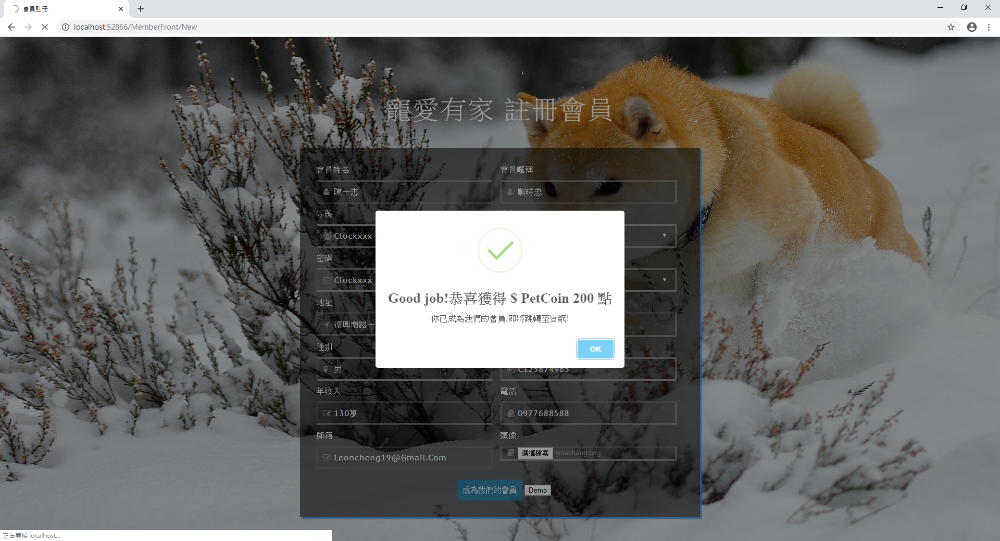 會員註冊
localhost:52866/MemberFront/New
寵愛有家 註冊會員
會員姓名
會員暱稱
陳十忠
順時忠
帳號
Clockxxx
密碼
Clockxxx
Good job!恭喜獲得 $ PetCoin 200 點
你已成為我們的會員,即將跳轉至官網!
OK
地址
復興南路一
性別
男
C125874965
年收入
電話
130萬
0977688588
郵箱
頭像
Leoncheng19@Gmail.Com
選擇檔案 timecheng.png
成為我們的會員
Demo
正在等候 localhost...